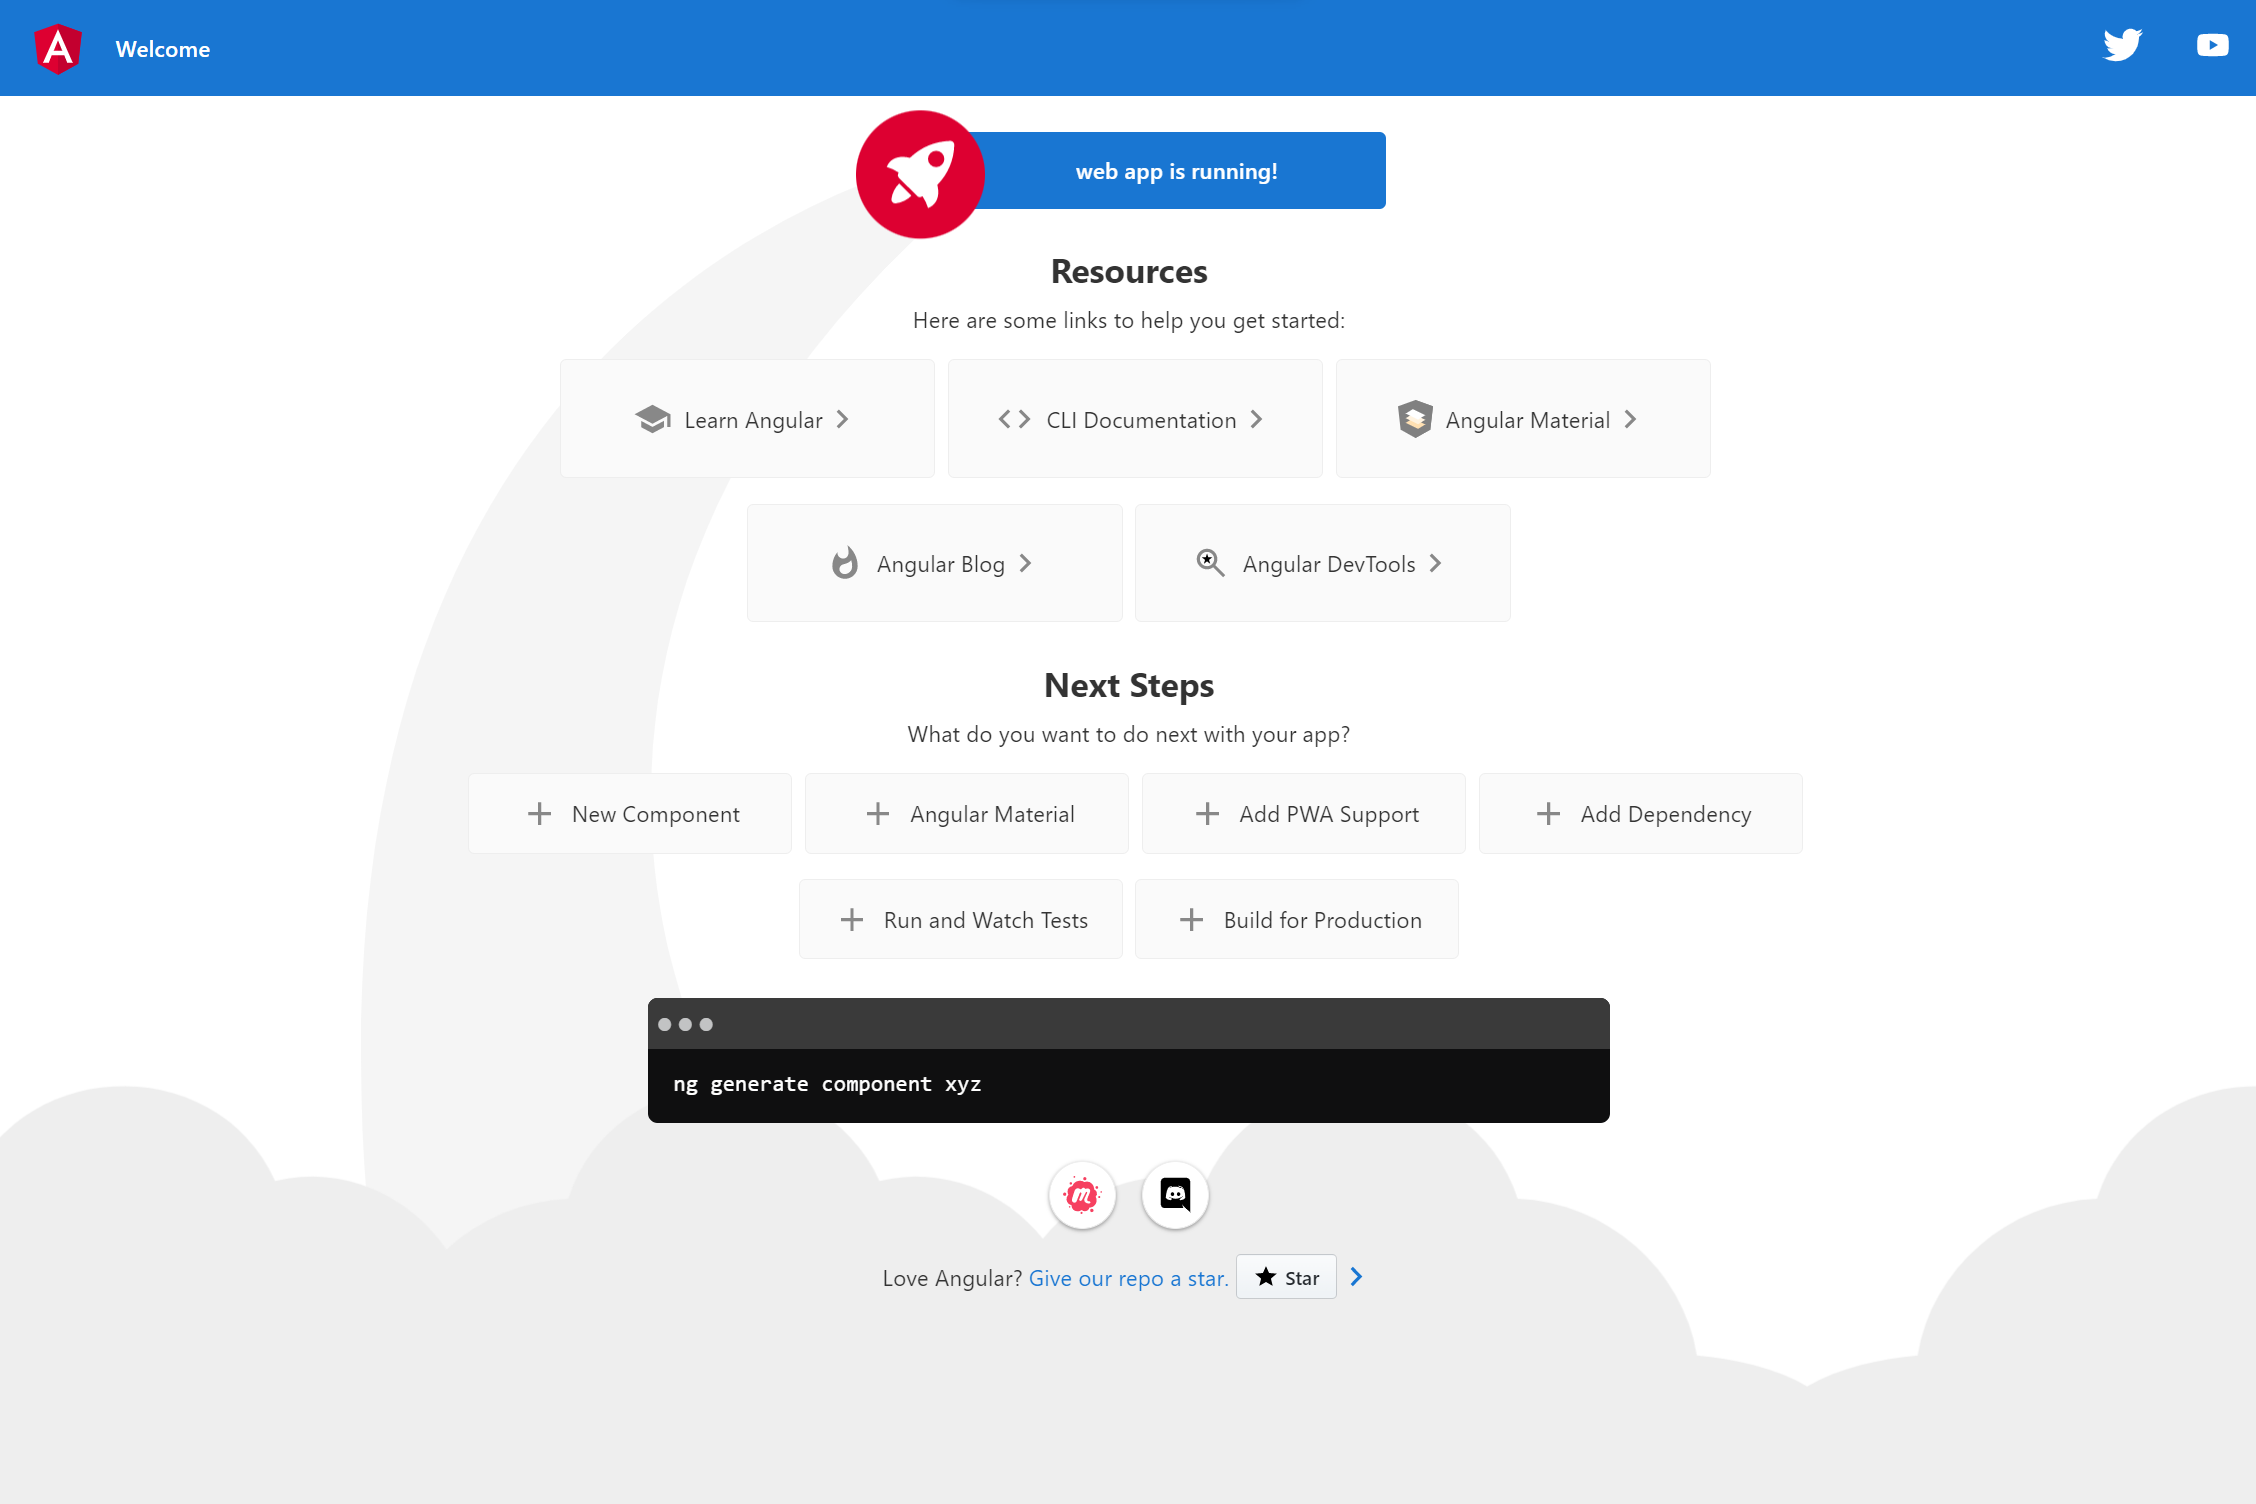 Welcome
web app is running!
Resources
Here are some links to help you get started:
Learn Angular
CLI Documentation
Angular Material
Angular Blog
Angular DevTools
Next Steps
What do you want to do next with your app?
New Component
Angular Material
Add PWA Support
Add Dependency
Run and Watch Tests
Build for Production
ng generate component xyz
Love Angular? Give our repo a star. Star